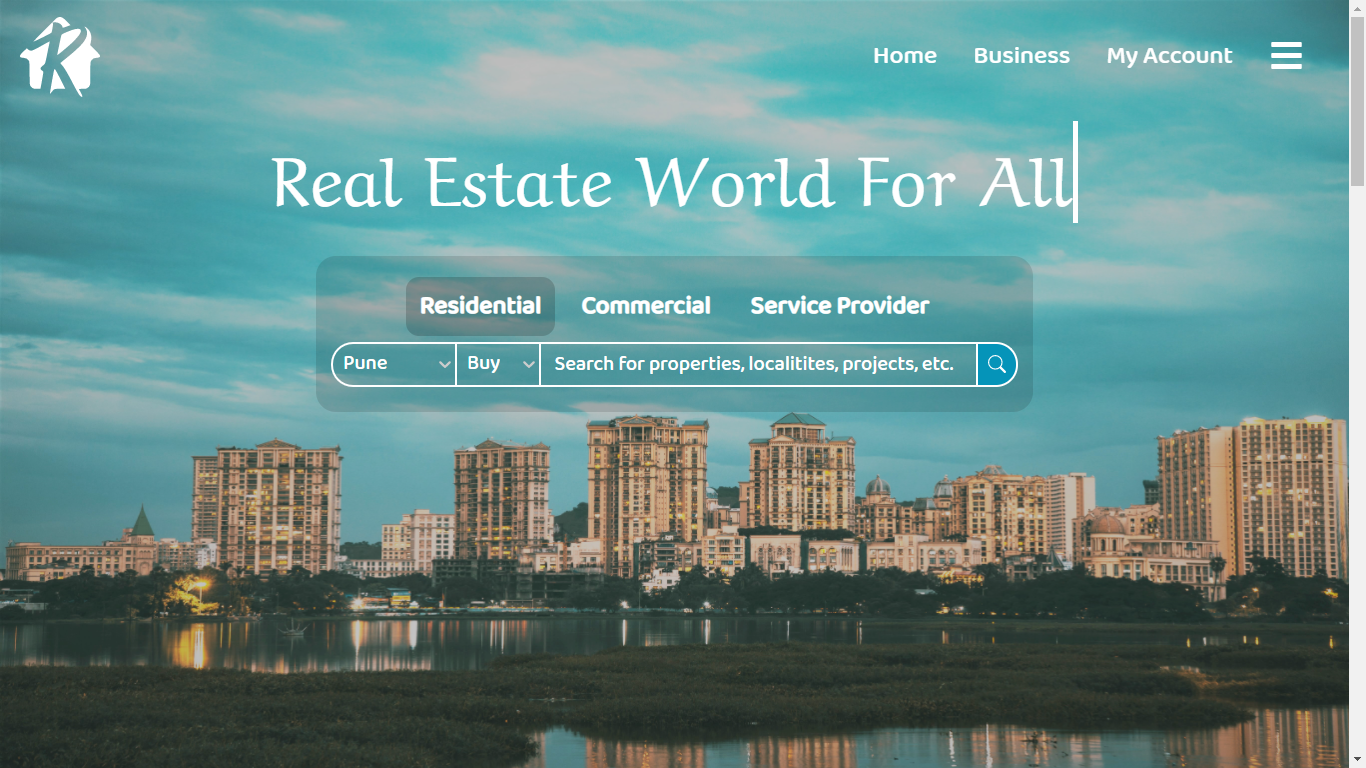 R
Home Business My Account
Real Estate World For All
Residential Commercial Service Provider
Pune Buy Search for properties, localitites, projects, etc.